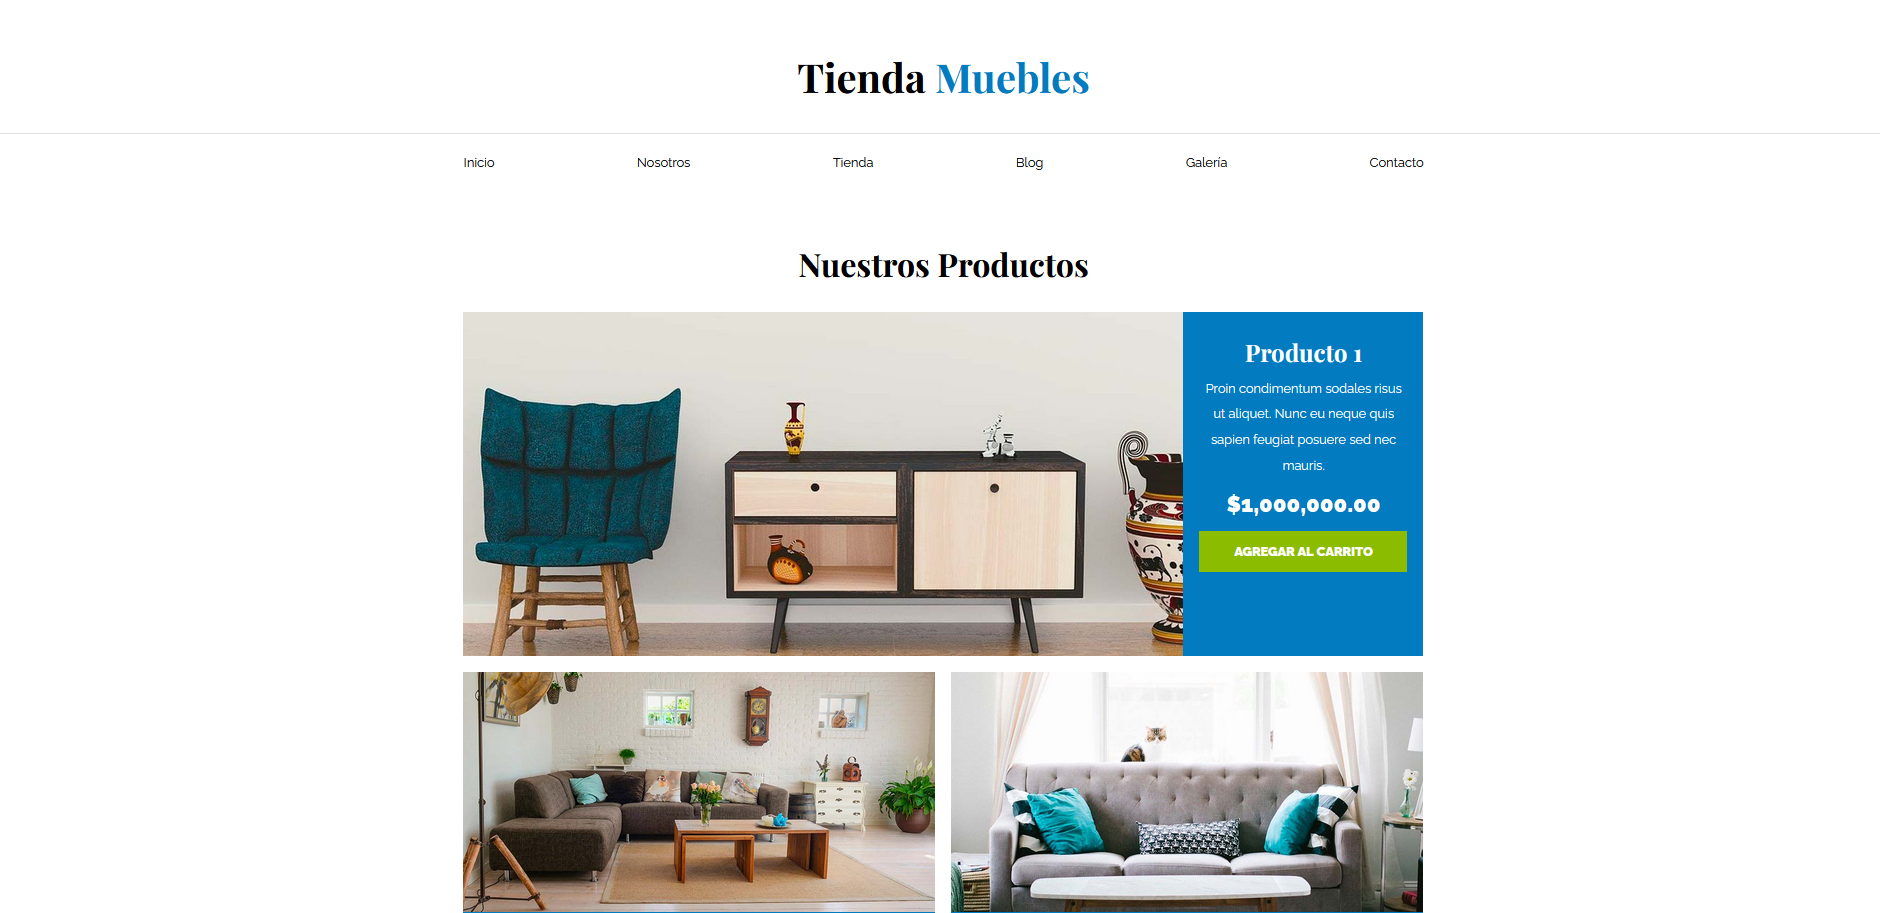 Tienda Muebles
Inicio Nosotros Tienda Blog Galería Contacto
Nuestros Productos
Producto 1
Proin condimentum sodales risus
ut aliquet. Nunc eu neque quis
sapien feugiat posuere sed nec
mauris.
$1,000,000.00
AGREGAR AL CARRITO